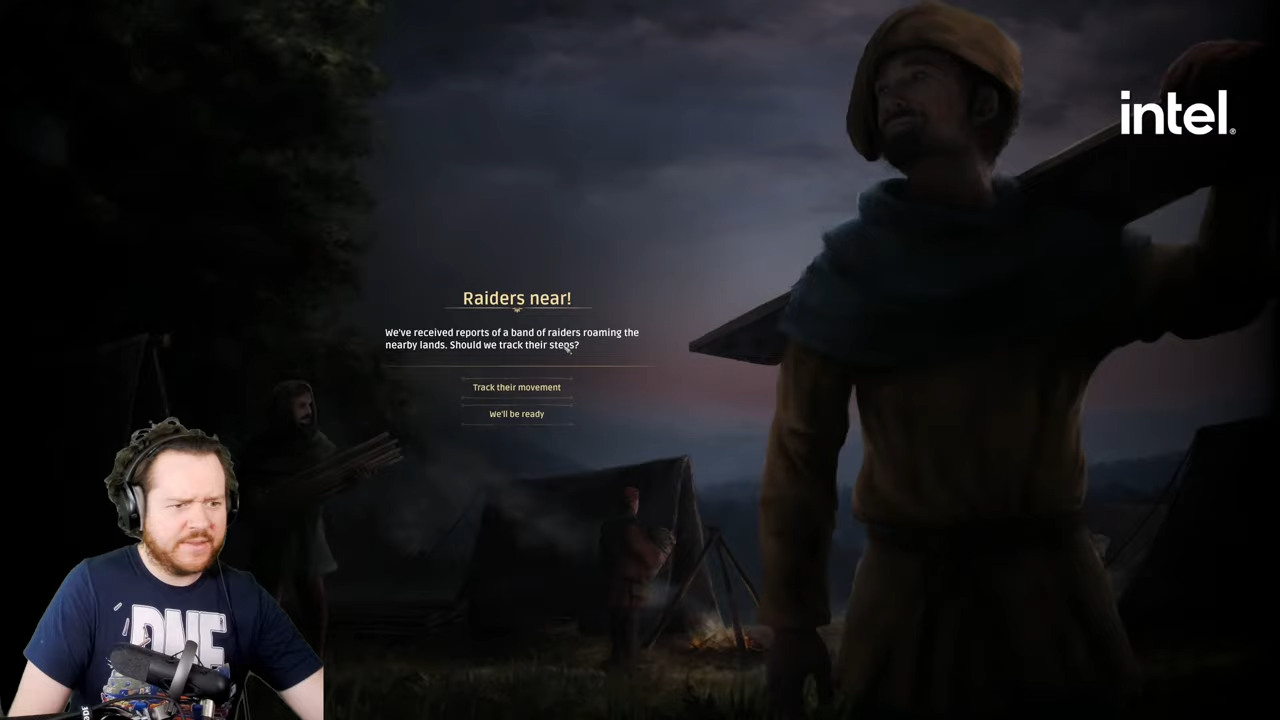 intel.
Raiders near!
We've received reports of a band of raiders roaming the
nearby lands. Should we track their steps?
Track their movement
We'll be ready
DNF